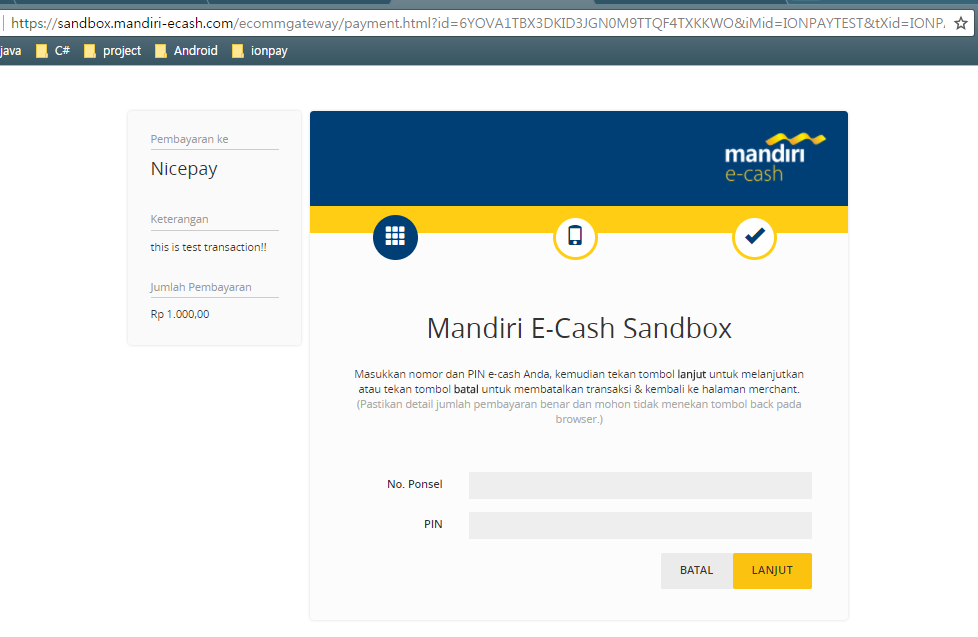 https://sandbox.mandiri-ecash.com/ecommgateway/payment.html?id=6YOVA1TBX3DKID3JGN0M9TTQF4TXKKWO&iMid=IONPAYTEST&tXid=IONP
java C# project Android ionpay
Pembayaran ke
Nicepay
Keterangan
this is test transaction!!
Jumlah Pembayaran
Rp 1.000,00
mandiri
e-cash
Mandiri E-Cash Sandbox
Masukkan nomor dan PIN e-cash Anda, kemudian tekan tombol lanjut untuk melanjutkan
atau tekan tombol batal untuk membatalkan transaksi & kembali ke halaman merchant.
(Pastikan detail jumlah pembayaran benar dan mohon tidak menekan tombol back pada
browser.)
No. Ponsel
PIN
BATAL LANJUT